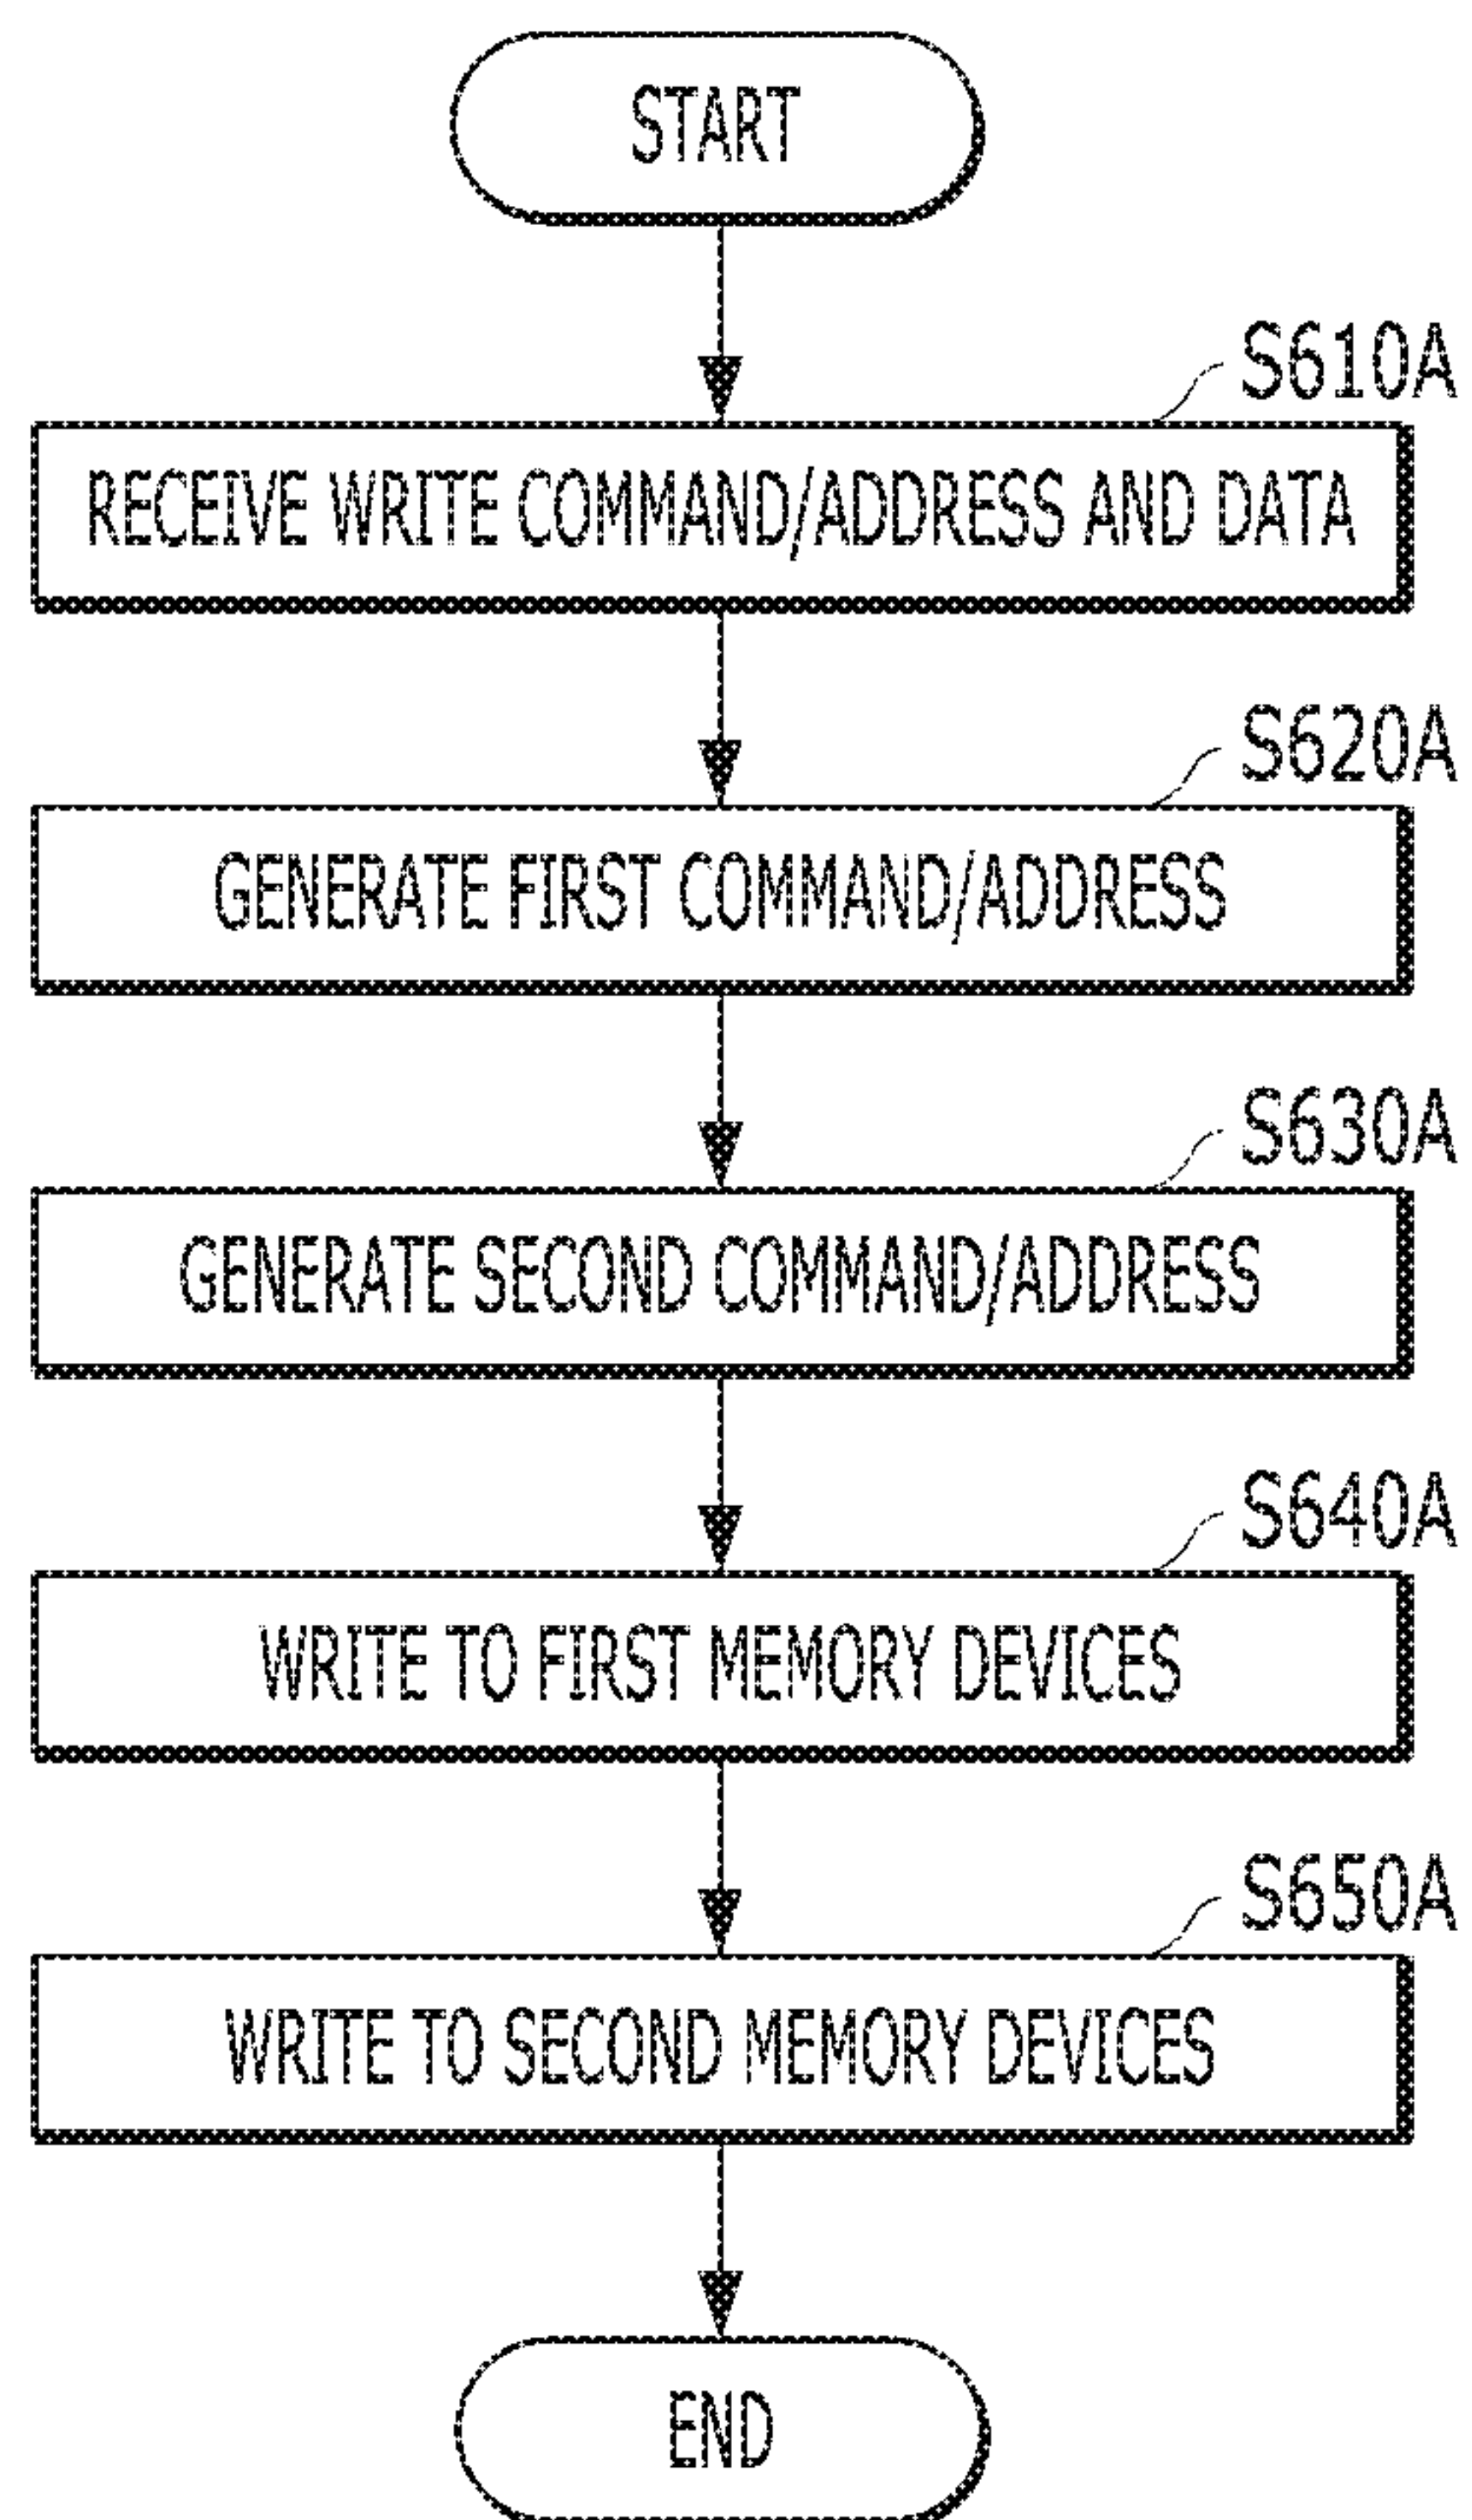 START
S610A
RECEIVE WRITE COMMAND/ADDRESS AND DATA
S620A
GENERATE FIRST COMMAND/ADDRESS
S630A
GENERATE SECOND COMMAND/ADDRESS
S640A
WRITE TO FIRST MEMORY DEVICES
S650A
WRITE TO SECOND MEMORY DEVICES
END